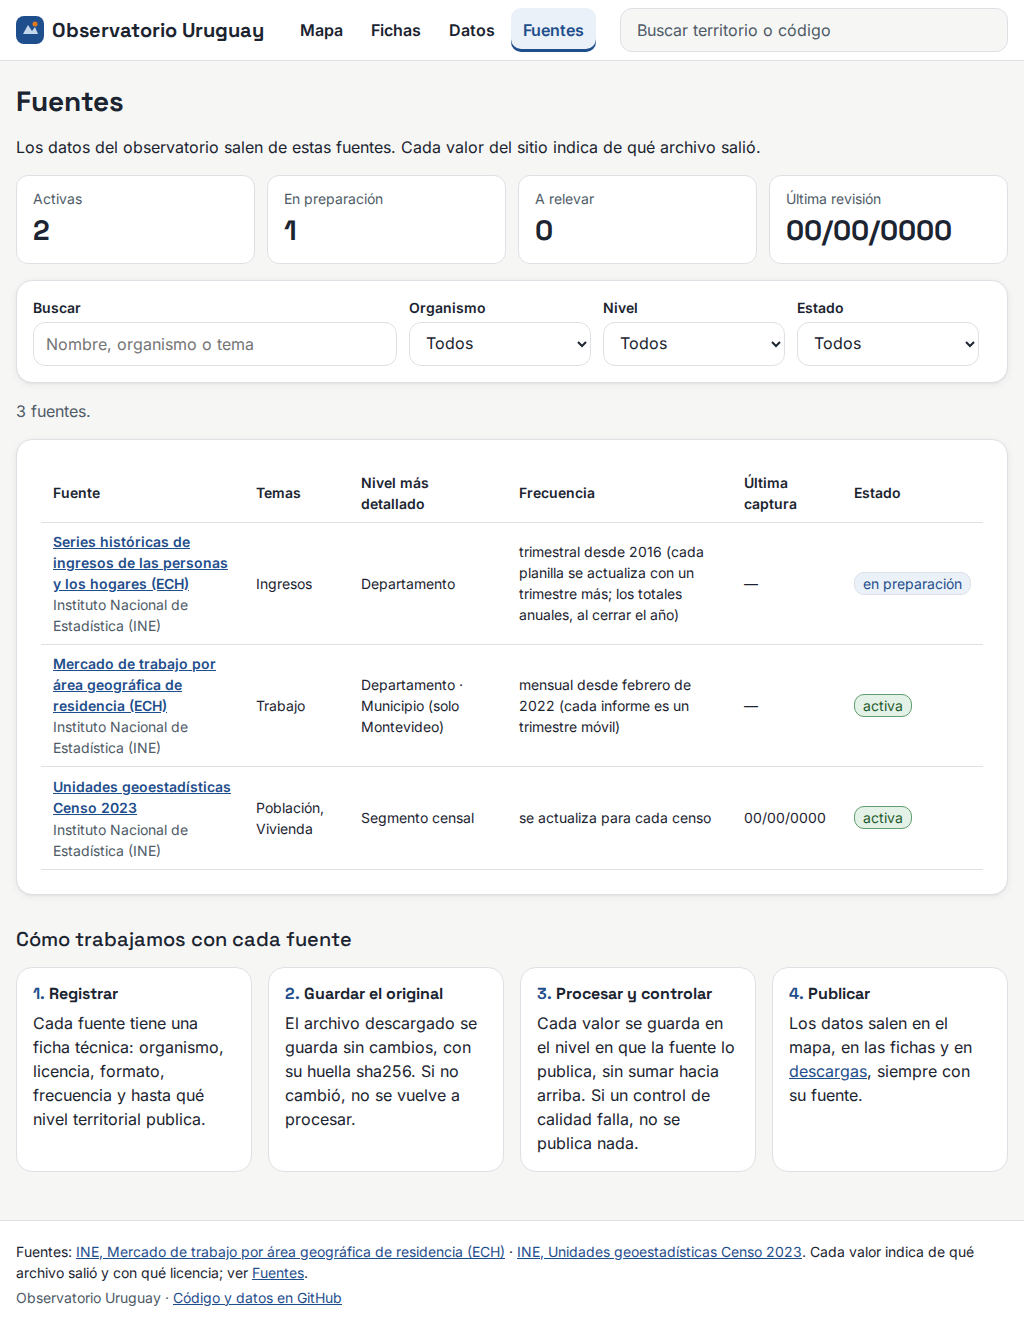 Observatorio Uruguay
Mapa
Fichas
Datos
Fuentes
Buscar territorio o código
Fuentes
Los datos del observatorio salen de estas fuentes. Cada valor del sitio indica de qué archivo salió.
Activas
2
En preparación
1
A relevar
0
Última revisión
00/00/0000
Buscar
Nombre, organismo o tema
Organismo
Todos
Nivel
Todos
Estado
Todos
3 fuentes.
Fuente
Temas
Nivel más
detallado
Frecuencia
Última
captura
Estado
Series históricas de
ingresos de las personas
y los hogares (ECH)
Instituto Nacional de
Estadística (INE)
Ingresos
Departamento
trimestral desde 2016 (cada
planilla se actualiza con un
trimestre más; los totales
anuales, al cerrar el año)
—
en preparación
Mercado de trabajo por
área geográfica de
residencia (ECH)
Instituto Nacional de
Estadística (INE)
Trabajo
Departamento ·
Municipio (solo
Montevideo)
mensual desde febrero de
2022 (cada informe es un
trimestre móvil)
—
activa
Unidades geoestadísticas
Censo 2023
Instituto Nacional de
Estadística (INE)
Población,
Vivienda
Segmento censal
se actualiza para cada censo
00/00/0000
activa
Cómo trabajamos con cada fuente
1. Registrar
Cada fuente tiene una
ficha técnica: organismo,
licencia, formato,
frecuencia y hasta qué
nivel territorial publica.
2. Guardar el original
El archivo descargado se
guarda sin cambios, con
su huella sha256. Si no
cambió, no se vuelve a
procesar.
3. Procesar y controlar
Cada valor se guarda en
el nivel en que la fuente lo
publica, sin sumar hacia
arriba. Si un control de
calidad falla, no se
publica nada.
4. Publicar
Los datos salen en el
mapa, en las fichas y en
descargas, siempre con
su fuente.
Fuentes: INE, Mercado de trabajo por área geográfica de residencia (ECH) · INE, Unidades geoestadísticas Censo 2023. Cada valor indica de qué
archivo salió y con qué licencia; ver Fuentes.
Observatorio Uruguay · Código y datos en GitHub